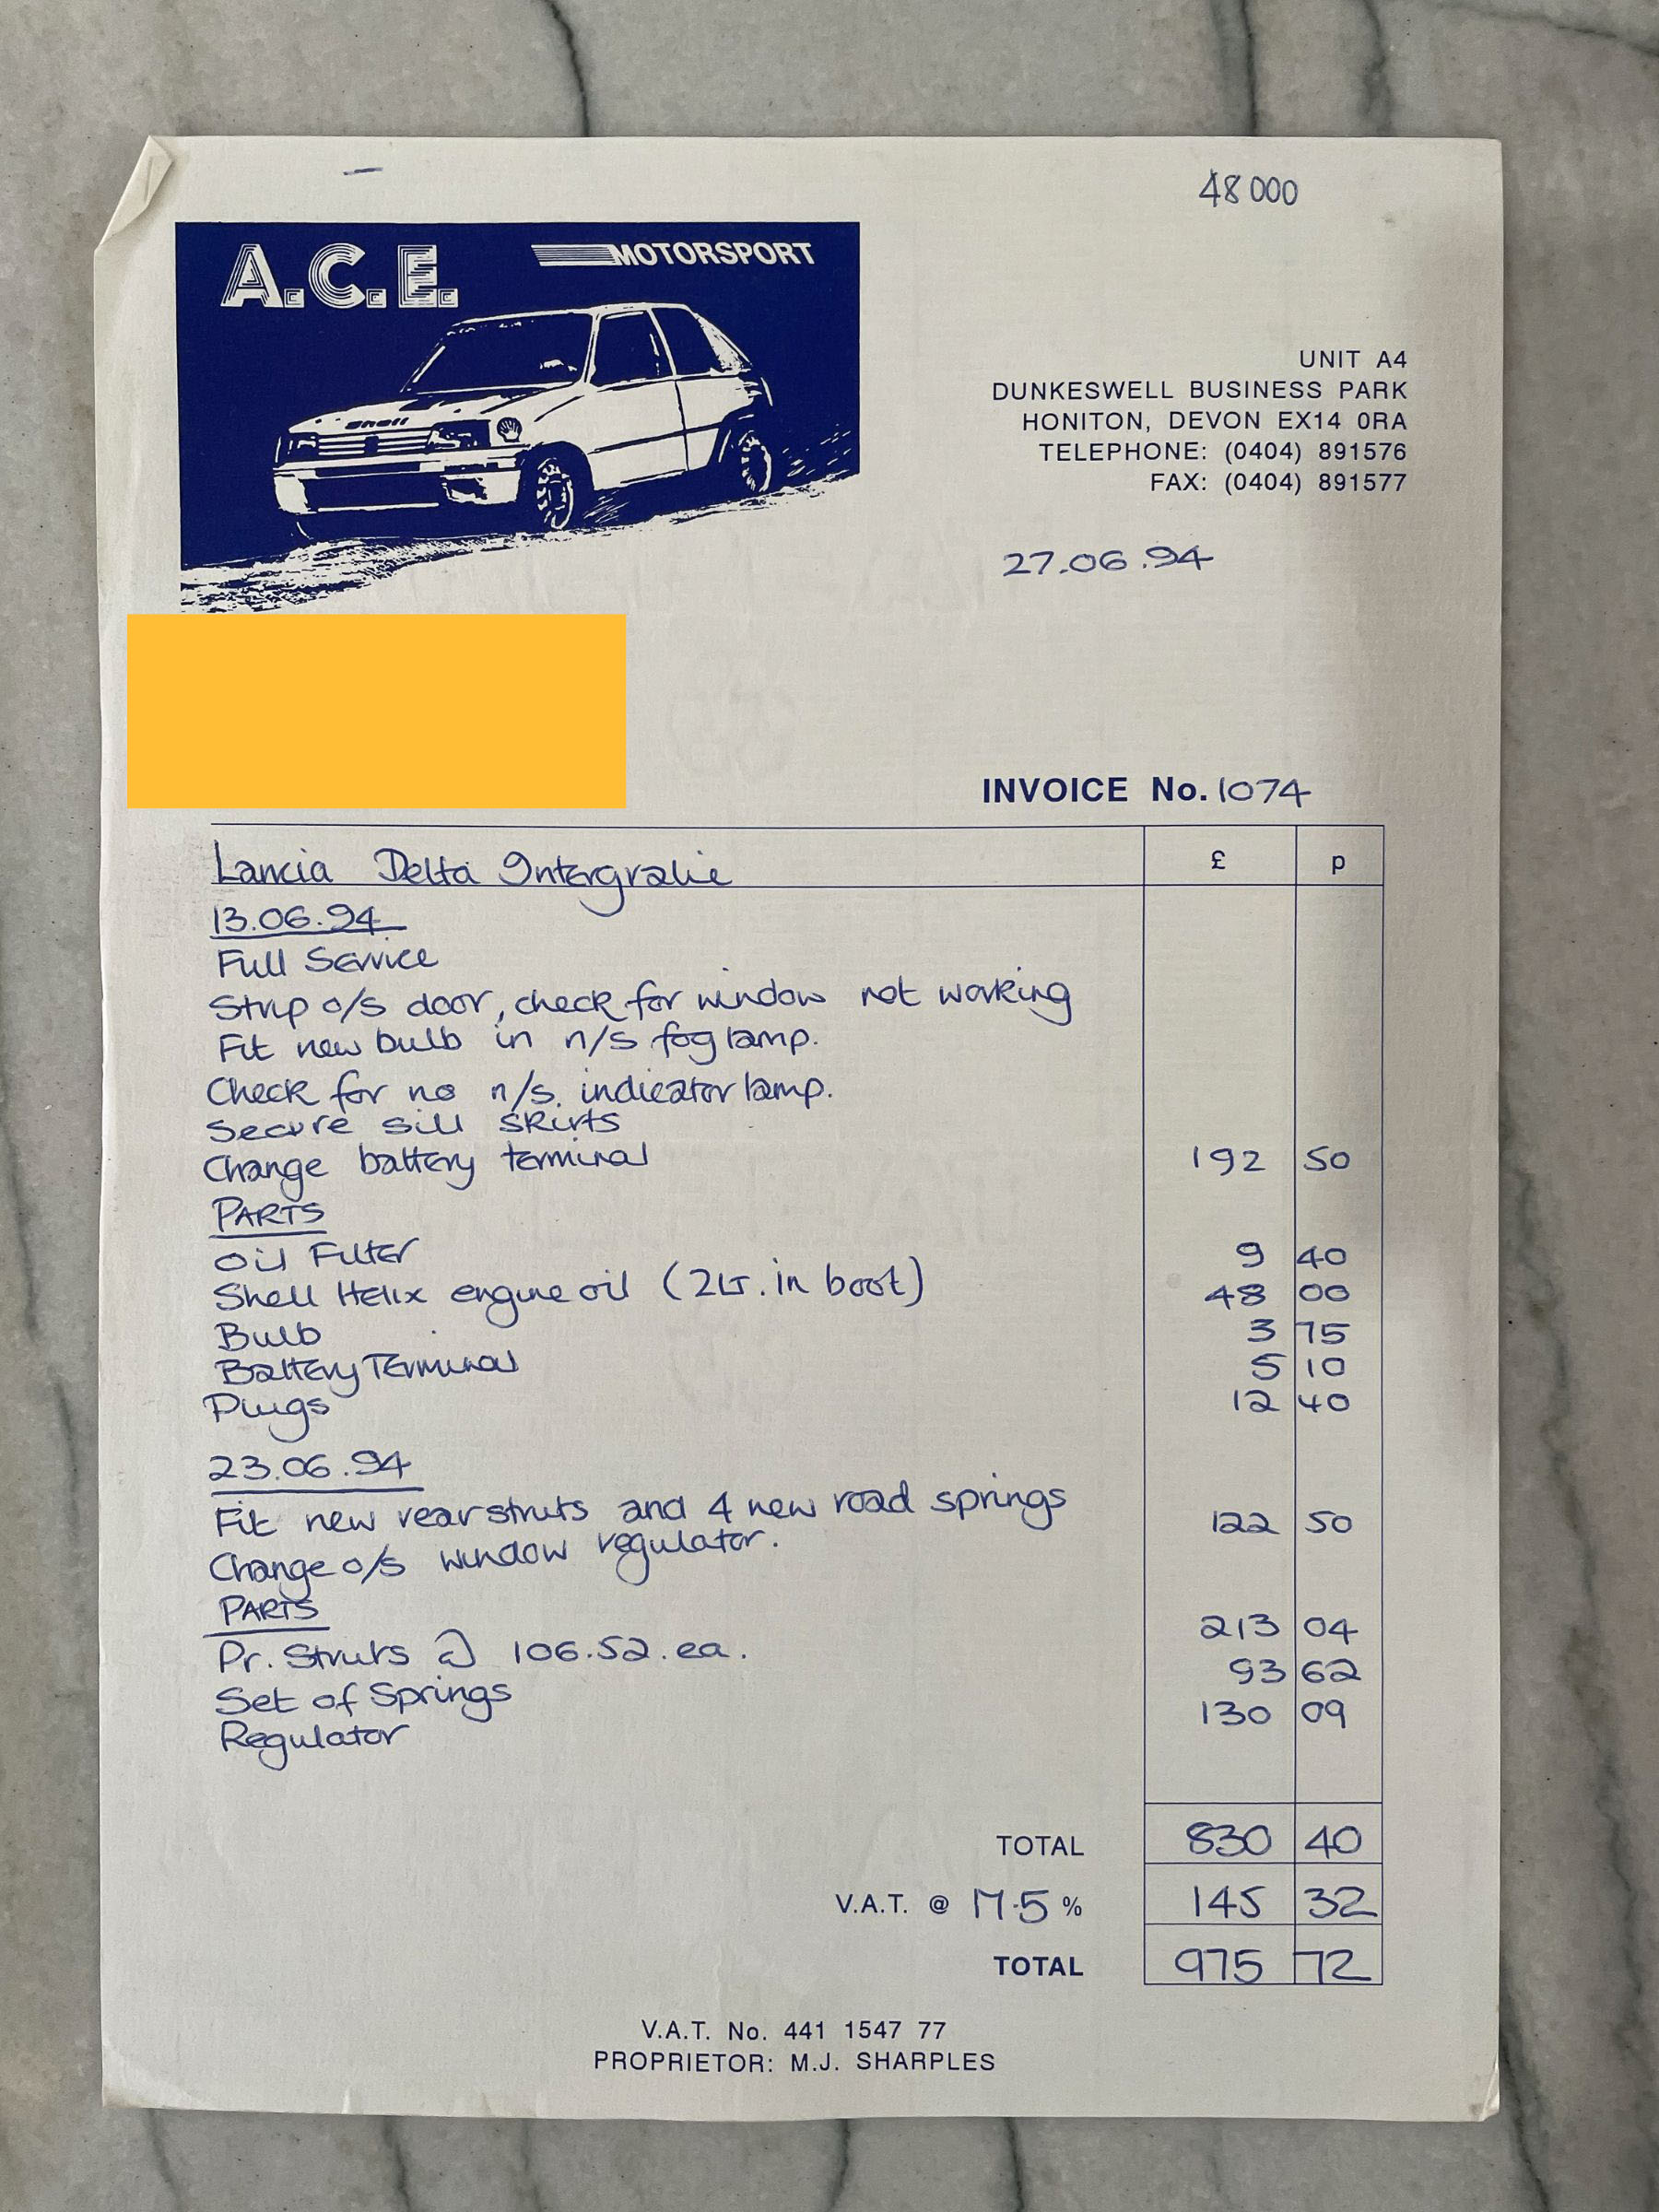 48000
A.C.E. MOTORSPORT
Shell
UNIT A4
DUNKESWELL BUSINESS PARK
HONITON, DEVON EX14 0RA
TELEPHONE: (0404) 891576
FAX: (0404) 891577
27.06.94
INVOICE No. 1074
Lancia Delta Intergralie £ p
13.06.94
Full Service
Strip o/s door, check for window not working
Fit new bulb in n/s fog lamp.
Check for no n/s. indicator lamp.
Secure sill skirts
Change battery terminal 192 50
PARTS
Oil Filter 9 40
Shell Helix engine oil (2LT. in boot) 48 00
Bulb 3 75
Battery Terminal 5 10
Plugs 12 40
23.06.94
Fit new rear struts and 4 new road springs 122 50
Change o/s window regulator.
PARTS
Pr. Struts @ 106.52. ea. 213 04
Set of Springs 93 62
Regulator 130 09
TOTAL 830 40
V.A.T. @ 17.5 % 145 32
TOTAL 975 72
V.A.T. No. 441 1547 77
PROPRIETOR: M.J. SHARPLES